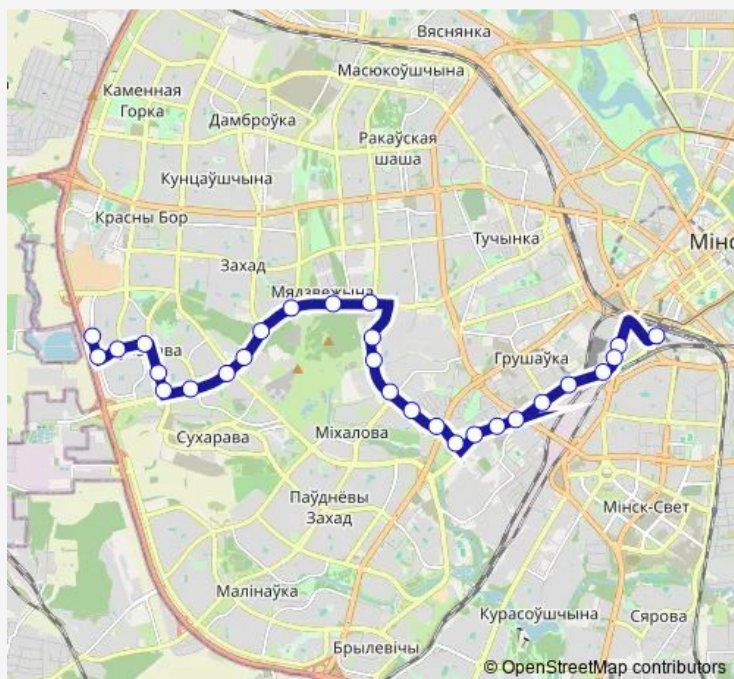 Вяснянка
Масюкоўшчына
Каменная
Горка
Дамброўка
Ракаўская
шаша
Кунцаўшчына
Красны Бор
Тучынка
Мінс
Захад
Мядзвежына
Грушаўка
Сухарава
Міхалова
Паўднёвы
Захад
Мінск-Свет
Малінаўка
Курасоўшчына
Сярова
Брылевічы
© OpenStreetMap contributors